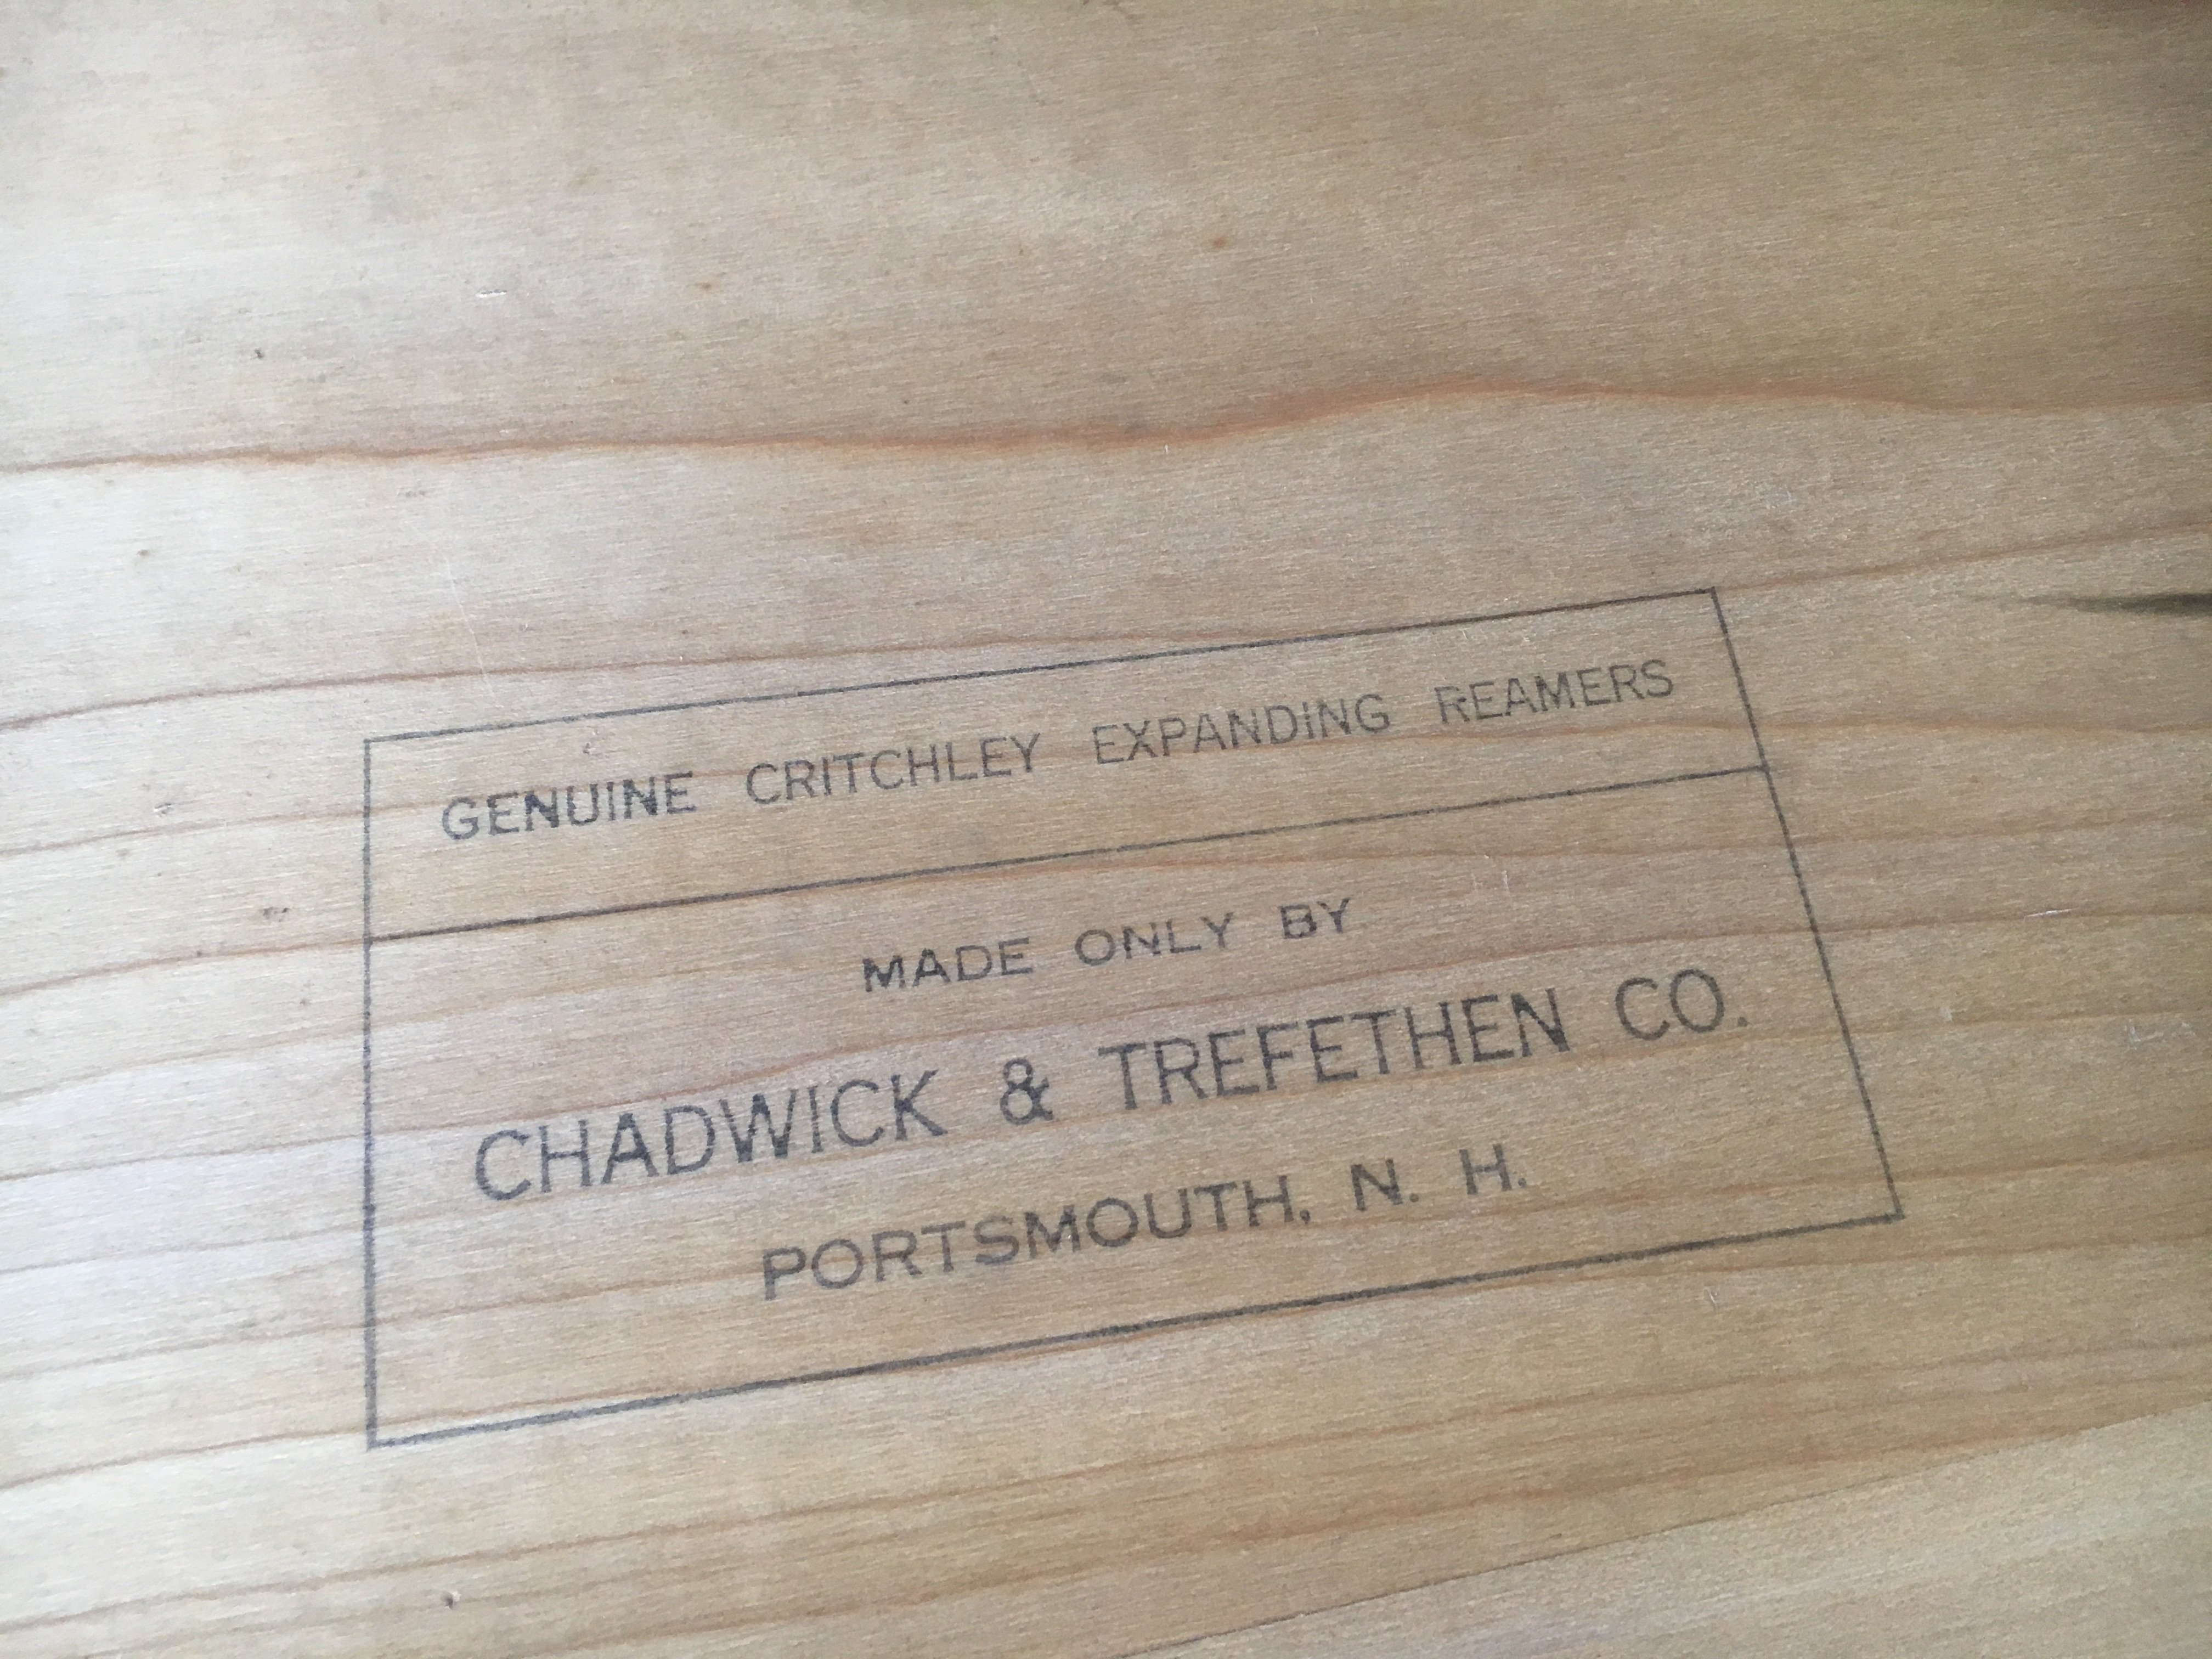 GENUINE CRITCHLEY EXPANDING REAMERS
MADE ONLY BY
CHADWICK & TREFETHEN CO.
PORTSMOUTH, N. H.